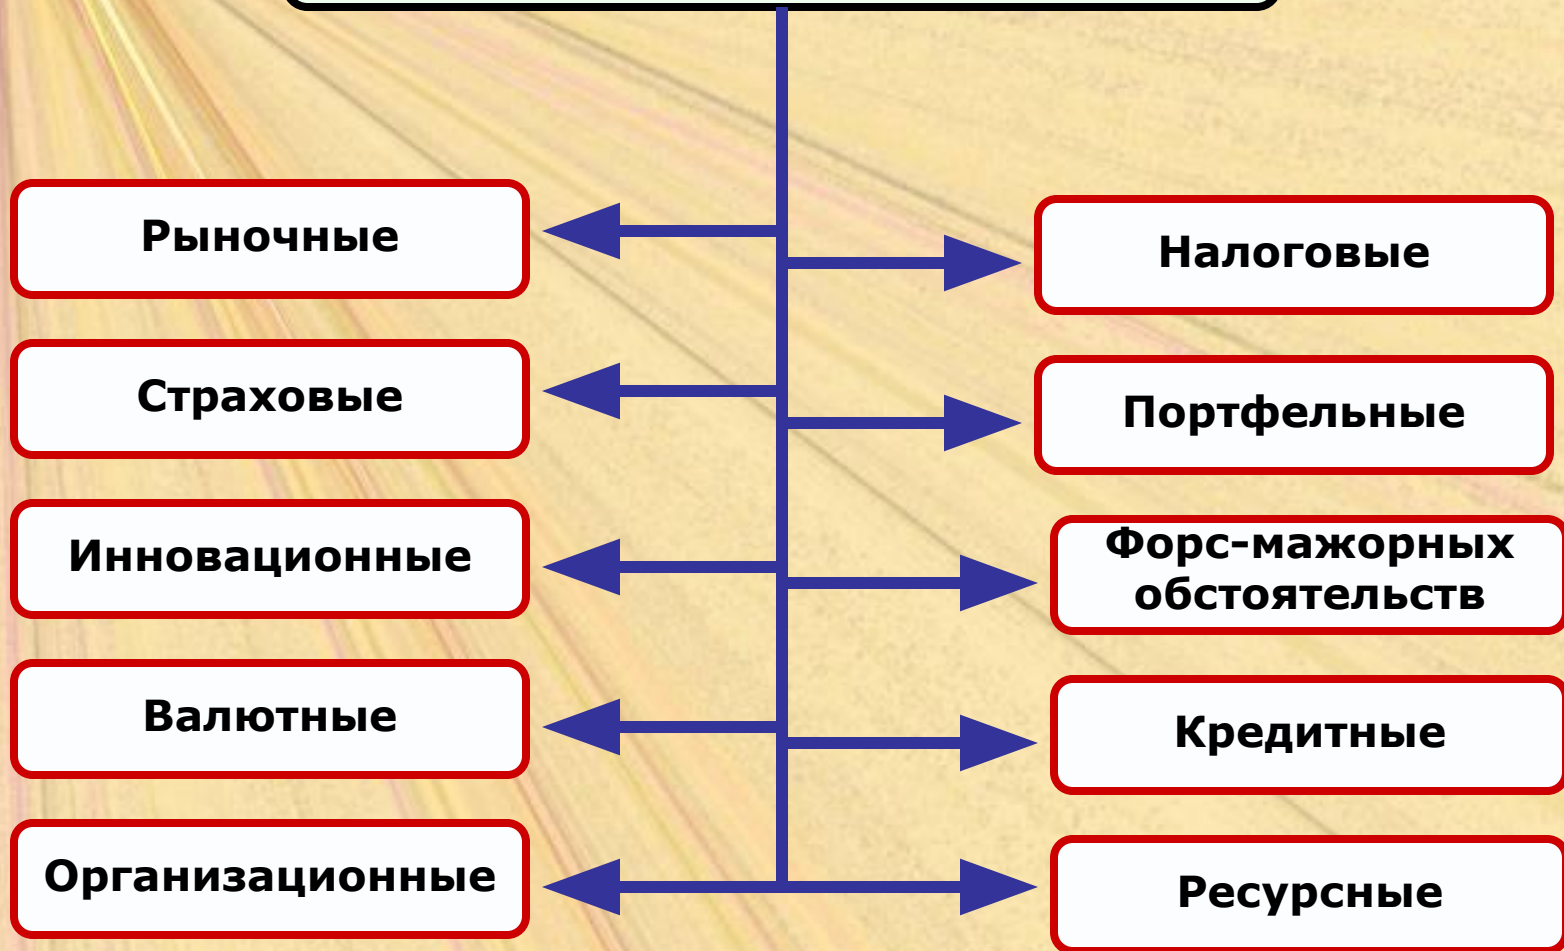 Рыночные
Налоговые
Страховые
Портфельные
Инновационные
Форс-мажорных
обстоятельств
Валютные
Кредитные
Организационные
Ресурсные